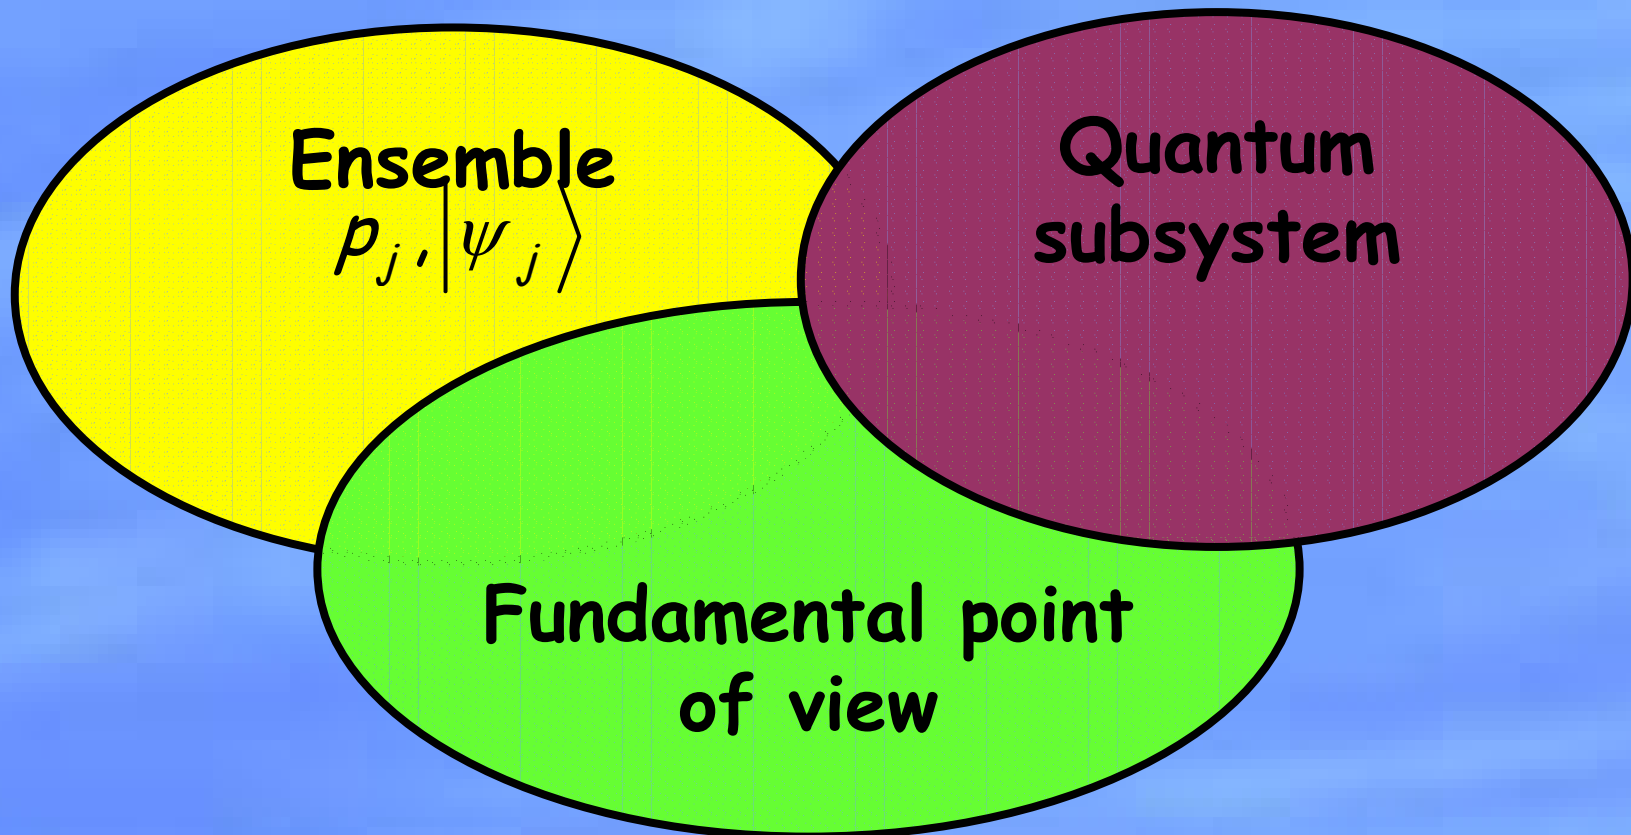 Ensemble
p_j, |ψ_j⟩
Quantum
subsystem
Fundamental point
of view